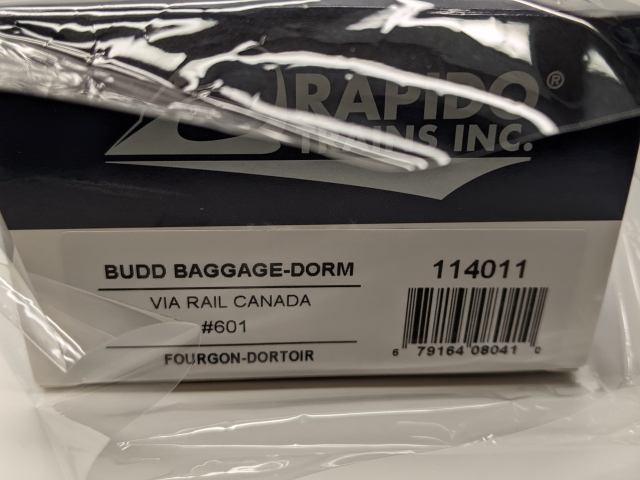 RAPIDO®
TRAINS INC.
BUDD BAGGAGE-DORM
VIA RAIL CANADA
#601
FOURGON-DORTOIR
114011
6 79164 08041 0